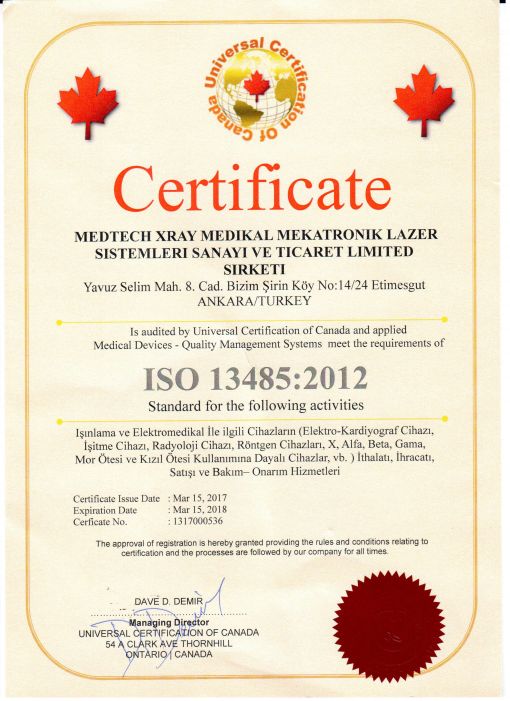 Universal Certification Of Canada
Certificate
MEDTECH XRAY MEDIKAL MEKATRONIK LAZER
SISTEMLERI SANAYI VE TICARET LIMITED
SIRKETI
Yavuz Selim Mah. 8. Cad. Bizim Şirin Köy No:14/24 Etimesgut
ANKARA/TURKEY
Is audited by Universal Certification of Canada and applied
Medical Devices - Quality Management Systems meet the requirements of
ISO 13485:2012
Standard for the following activities
Işınlama ve Elektromedikal İle ilgili Cihazların (Elektro-Kardiyograf Cihazı,
İşitme Cihazı, Radyoloji Cihazı, Röntgen Cihazları, X, Alfa, Beta, Gama,
Mor Ötesi ve Kızıl Ötesi Kullanımına Dayalı Cihazlar, vb. ) İthalatı, İhracatı,
Satışı ve Bakım– Onarım Hizmetleri
Certificate Issue Date : Mar 15, 2017
Expiration Date : Mar 15, 2018
Cerficate No. : 1317000536
The approval of registration is hereby granted providing the rules and conditions relating to
certification and the processes are followed by our company for all times.
DAVE D. DEMIR
Managing Director
UNIVERSAL CERTIFICATION OF CANADA
54 A CLARK AVE THORNHILL
ONTARIO / CANADA